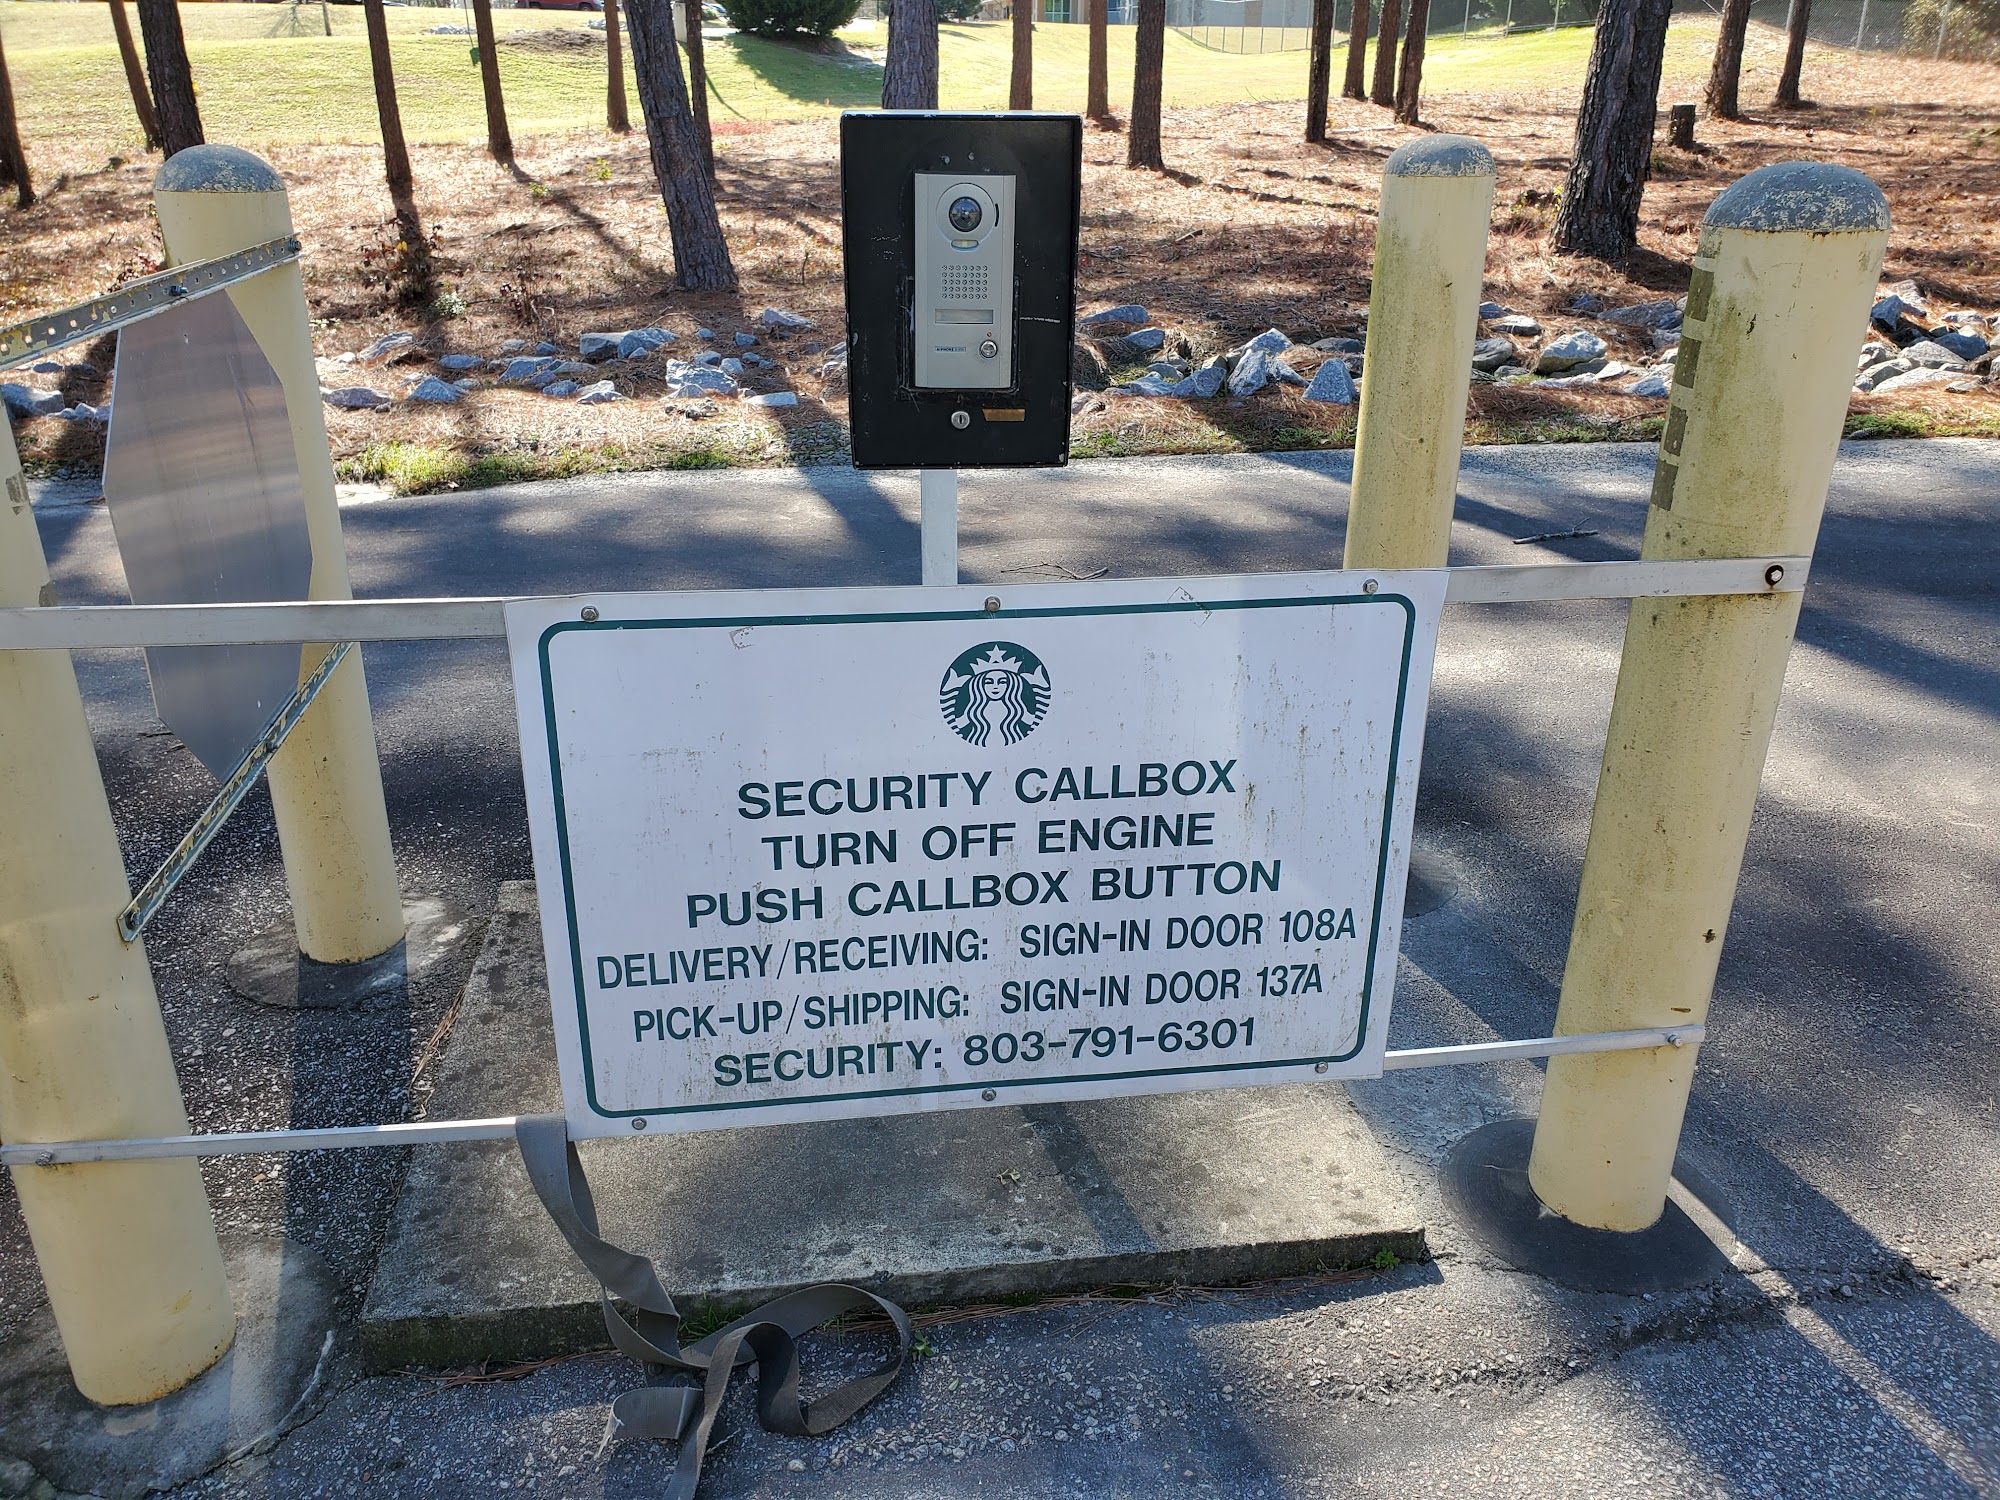 SECURITY CALLBOX
TURN OFF ENGINE
PUSH CALLBOX BUTTON
DELIVERY/RECEIVING: SIGN-IN DOOR 108A
PICK-UP/SHIPPING: SIGN-IN DOOR 137A
SECURITY: 803-791-6301